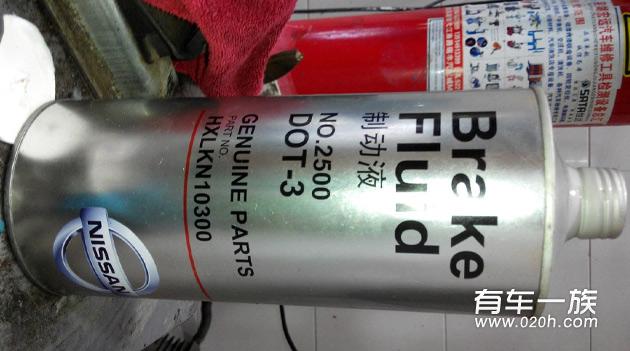 Brake
Fluid
制动液
NO.2500
DOT-3
GENUINE PARTS
PART NO.
HXLKN10300
NISSAN
有车一族
www.020h.com